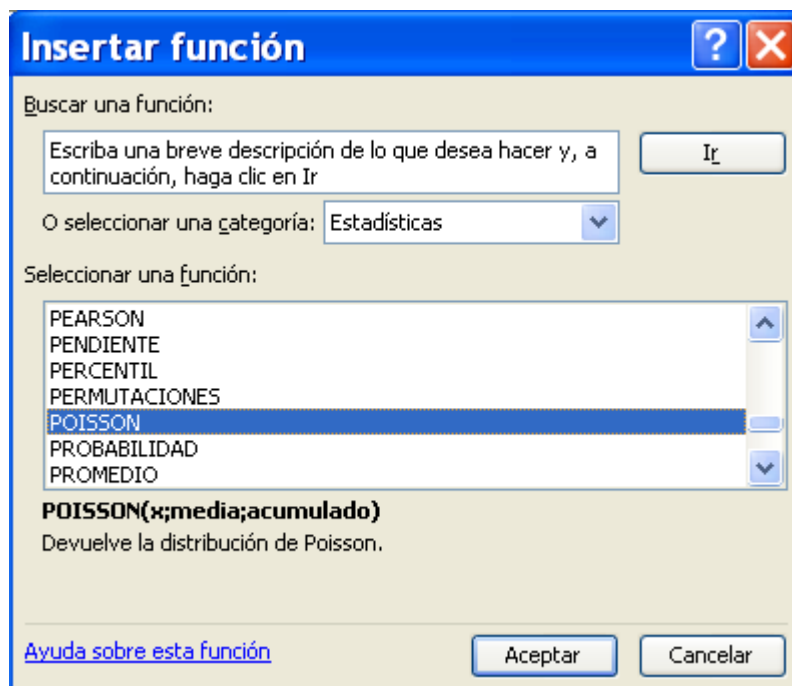 Insertar función
Buscar una función:
Escriba una breve descripción de lo que desea hacer y, a
continuación, haga clic en Ir
Ir
O seleccionar una categoría: Estadísticas
Seleccionar una función:
PEARSON
PENDIENTE
PERCENTIL
PERMUTACIONES
POISSON
PROBABILIDAD
PROMEDIO
POISSON(x;media;acumulado)
Devuelve la distribución de Poisson.
Ayuda sobre esta función
Aceptar
Cancelar